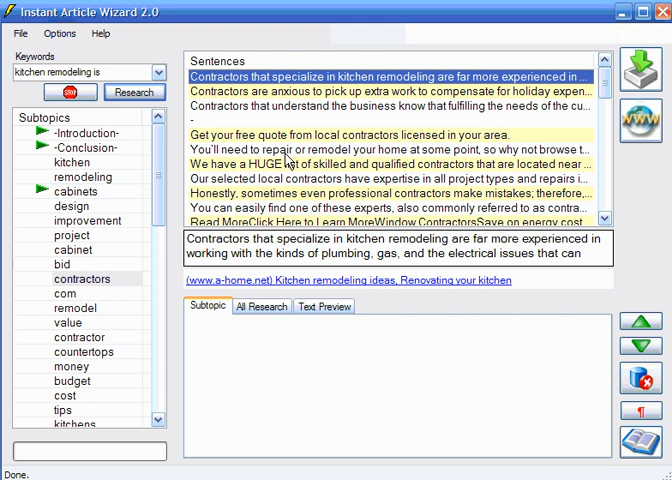 Instant Article Wizard 2.0
File Options Help
Keywords
kitchen remodeling is
STOP Research
Subtopics
-Introduction-
-Conclusion-
kitchen
remodeling
cabinets
design
improvement
project
cabinet
bid
contractors
com
remodel
value
contractor
countertops
money
budget
cost
tips
kitchens
Sentences
Contractors that specialize in kitchen remodeling are far more experienced in ...
Contractors are anxious to pick up extra work to compensate for holiday expen...
Contractors that understand the business know that fulfilling the needs of the cu...
-
Get your free quote from local contractors licensed in your area.
You'll need to repair or remodel your home at some point, so why not browse t...
We have a HUGE list of skilled and qualified contractors that are located near ...
Our selected local contractors have expertise in all project types and repairs i...
Honestly, sometimes even professional contractors make mistakes; therefore,...
You can easily find one of these experts, also commonly referred to as contra...
Read MoreClick Here to Learn MoreWindow ContractorsSave on energy cost
Contractors that specialize in kitchen remodeling are far more experienced in
working with the kinds of plumbing, gas, and the electrical issues that can
(www.a-home.net) Kitchen remodeling ideas, Renovating your kitchen
Subtopic All Research Text Preview
WWW
¶
Done.